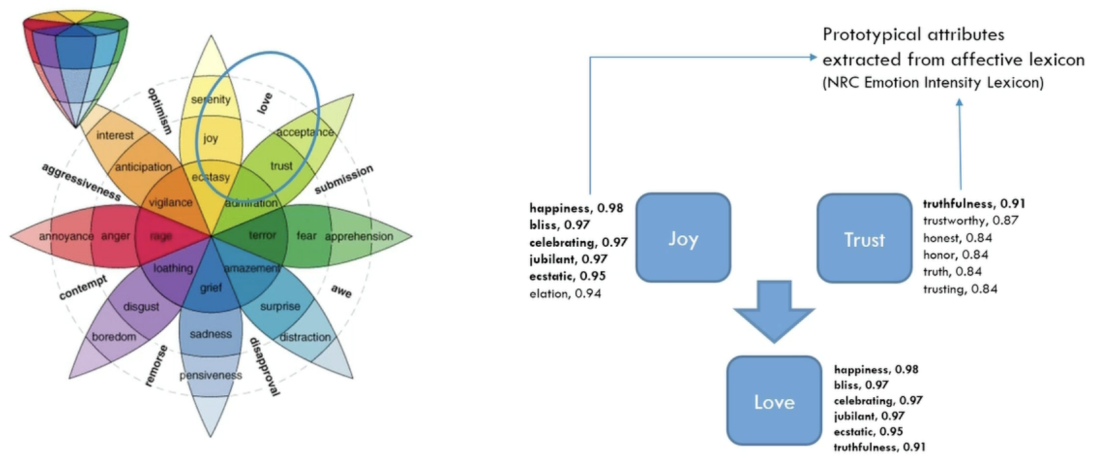 optimism
serenity
love
interest
joy
acceptance
anticipation
trust
aggressiveness
ecstasy
submission
vigilance
admiration
annoyance
anger
rage
terror
fear
apprehension
loathing
amazement
contempt
grief
awe
disgust
surprise
boredom
sadness
distraction
remorse
disapproval
pensiveness
Prototypical attributes
extracted from affective lexicon
(NRC Emotion Intensity Lexicon)
happiness, 0.98
bliss, 0.97
celebrating, 0.97
jubilant, 0.97
ecstatic, 0.95
elation, 0.94
Joy
Trust
truthfulness, 0.91
trustworthy, 0.87
honest, 0.84
honor, 0.84
truth, 0.84
trusting, 0.84
Love
happiness, 0.98
bliss, 0.97
celebrating, 0.97
jubilant, 0.97
ecstatic, 0.95
truthfulness, 0.91